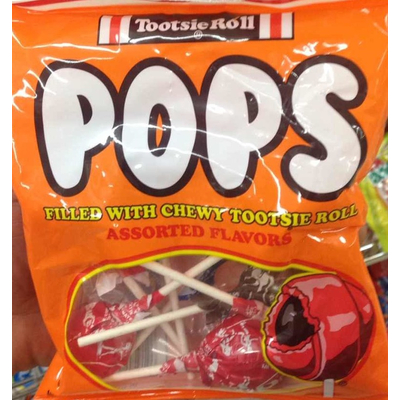 Tootsie Roll
POPS
FILLED WITH CHEWY TOOTSIE ROLL
ASSORTED FLAVORS